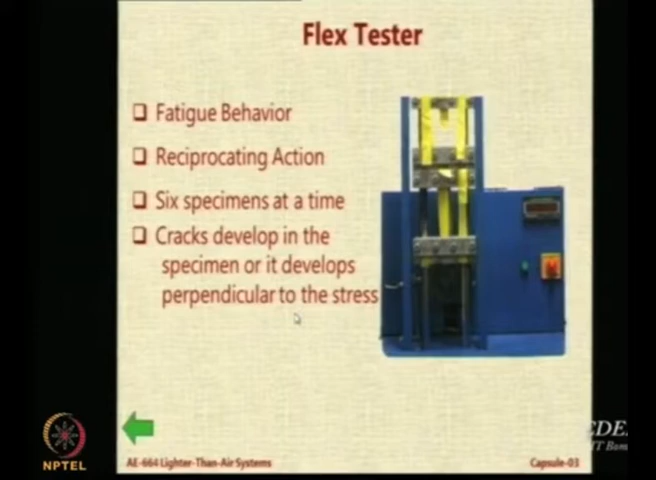 Flex Tester
Fatigue Behavior
Reciprocating Action
Six specimens at a time
Cracks develop in the
specimen or it develops
perpendicular to the stress
NPTEL
AE-664 Lighter-Than-Air Systems
Capsule-03